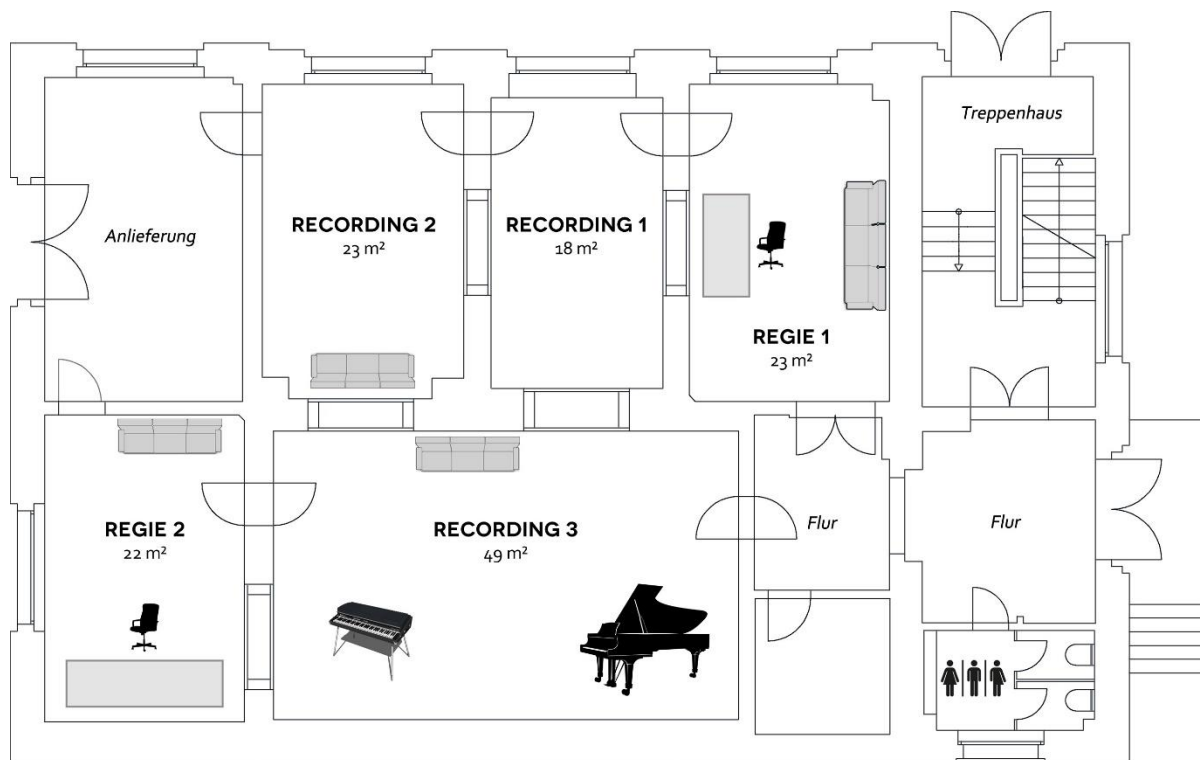 Treppenhaus
Anlieferung
RECORDING 2
23 m²
RECORDING 1
18 m²
REGIE 1
23 m²
REGIE 2
22 m²
RECORDING 3
49 m²
Flur
Flur